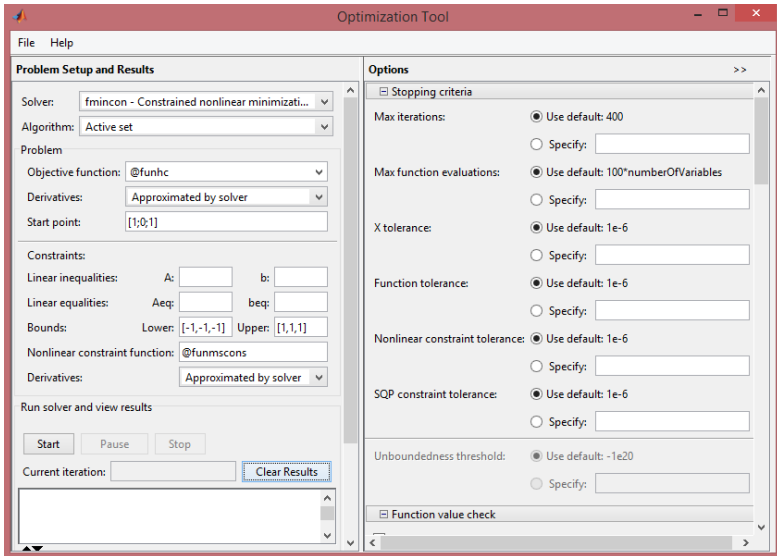 Optimization Tool
File Help
Problem Setup and Results
Solver: fmincon - Constrained nonlinear minimizati...
Algorithm: Active set
Problem
Objective function: @funhc
Derivatives: Approximated by solver
Start point: [1;0;1]
Constraints:
Linear inequalities: A: b:
Linear equalities: Aeq: beq:
Bounds: Lower: [-1,-1,-1] Upper: [1,1,1]
Nonlinear constraint function: @funmscons
Derivatives: Approximated by solver
Run solver and view results
Start Pause Stop
Current iteration: Clear Results
Options >>
Stopping criteria
Max iterations: Use default: 400
Specify:
Max function evaluations: Use default: 100*numberOfVariables
Specify:
X tolerance: Use default: 1e-6
Specify:
Function tolerance: Use default: 1e-6
Specify:
Nonlinear constraint tolerance: Use default: 1e-6
Specify:
SQP constraint tolerance: Use default: 1e-6
Specify:
Unboundedness threshold: Use default: -1e20
Specify:
Function value check